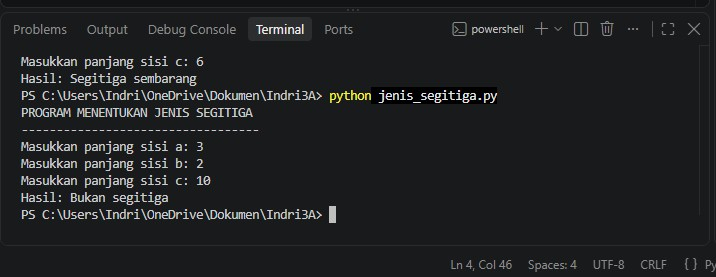 Problems Output Debug Console Terminal Ports powershell
Masukkan panjang sisi c: 6
Hasil: Segitiga sembarang
PS C:\Users\Indri\OneDrive\Dokumen\Indri3A> python jenis_segitiga.py
PROGRAM MENENTUKAN JENIS SEGITIGA
----------------------------------
Masukkan panjang sisi a: 3
Masukkan panjang sisi b: 2
Masukkan panjang sisi c: 10
Hasil: Bukan segitiga
PS C:\Users\Indri\OneDrive\Dokumen\Indri3A>
Ln 4, Col 46 Spaces: 4 UTF-8 CRLF {} Py